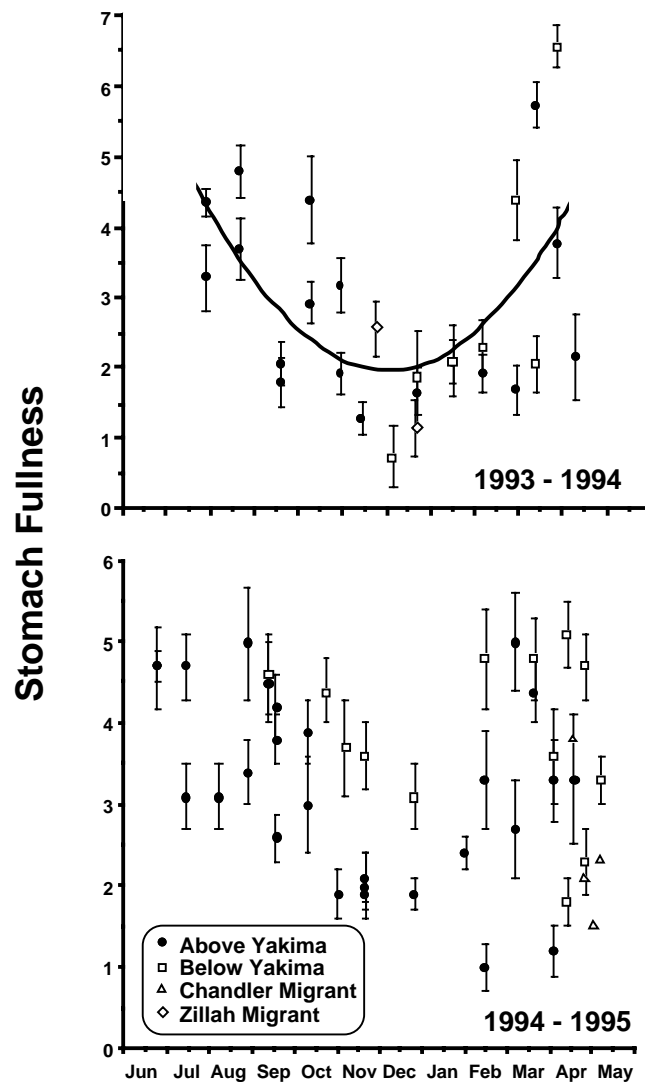 7
6
5
4
3
2
1
0
1993 - 1994
Stomach Fullness
6
5
4
3
2
1
0
Above Yakima
Below Yakima
Chandler Migrant
Zillah Migrant
1994 - 1995
Jun Jul Aug Sep Oct Nov Dec Jan Feb Mar Apr May